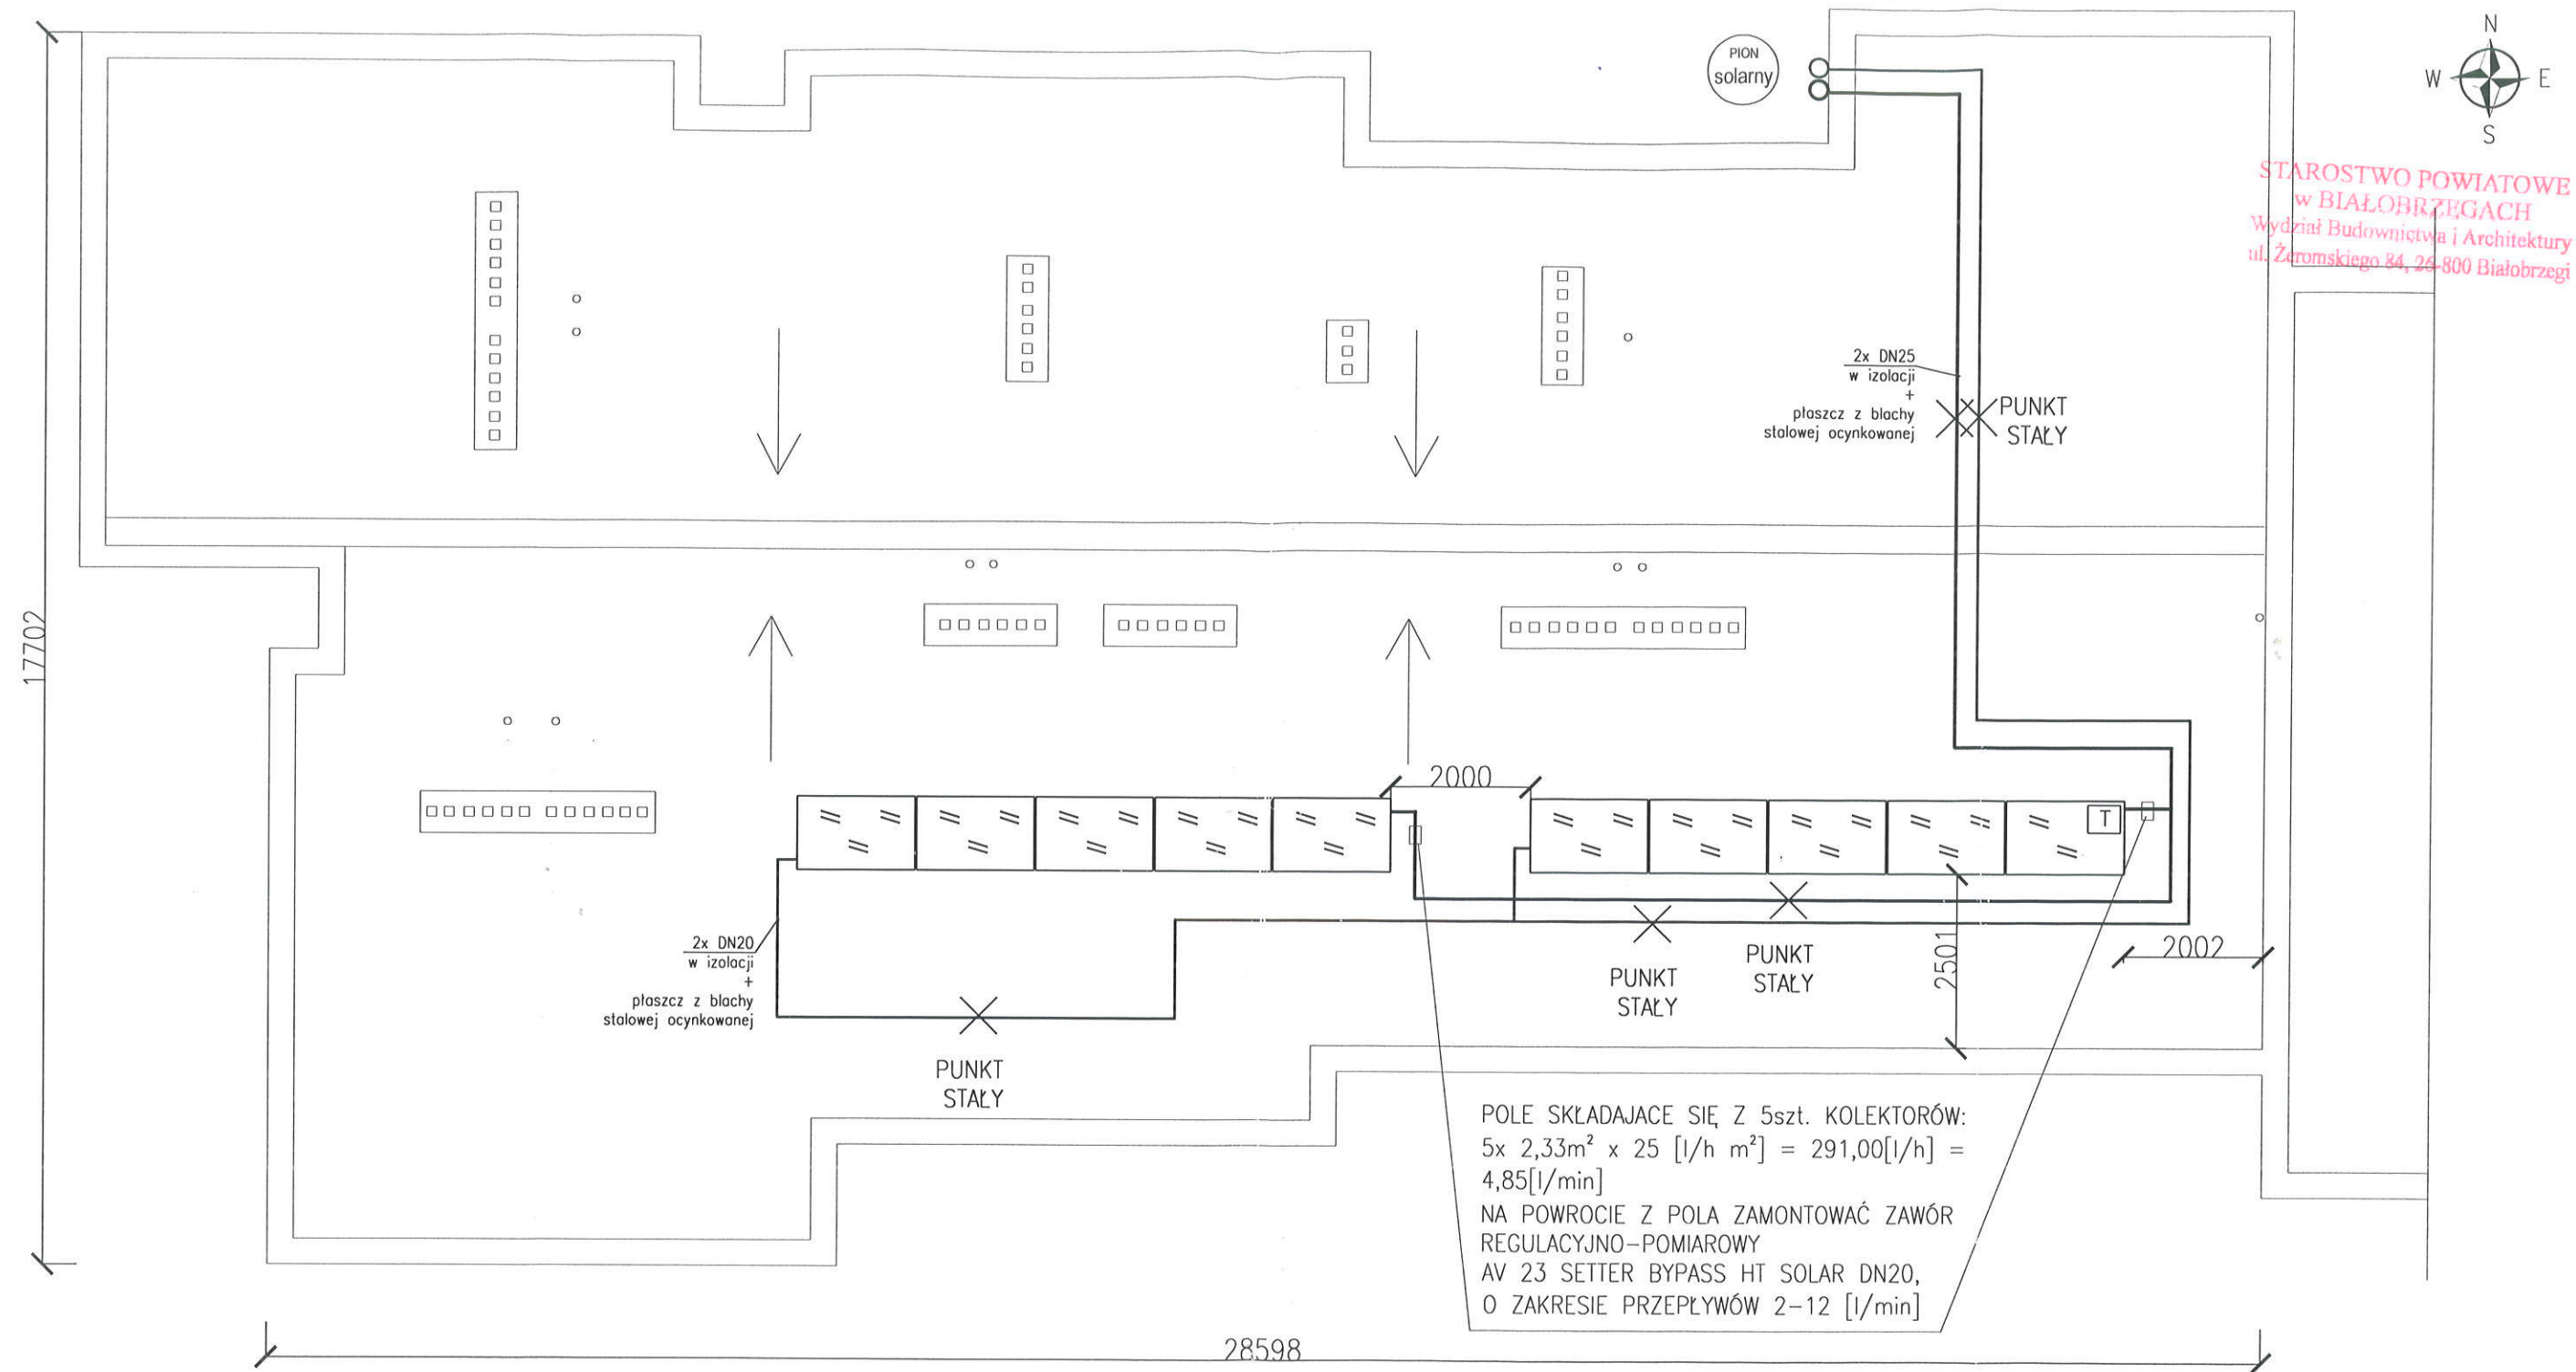 N
W
E
S
PION
solarny
STAROSTWO POWIATOWE
w BIAŁOBRZEGACH
Wydział Budownictwa i Architektury
ul. Żeromskiego 84, 26-800 Białobrzegi
2x DN25
w izolacji
+
płaszcz z blachy
stalowej ocynkowanej
PUNKT
STAŁY
17702
2000
T
2x DN20
w izolacji
+
płaszcz z blachy
stalowej ocynkowanej
PUNKT
STAŁY
PUNKT
STAŁY
PUNKT
STAŁY
2501
2002
POLE SKŁADAJACE SIĘ Z 5szt. KOLEKTORÓW:
5x 2,33m² x 25 [l/h m²] = 291,00[l/h] =
4,85[l/min]
NA POWROCIE Z POLA ZAMONTOWAĆ ZAWÓR
REGULACYJNO-POMIAROWY
AV 23 SETTER BYPASS HT SOLAR DN20,
O ZAKRESIE PRZEPŁYWÓW 2-12 [l/min]
28598